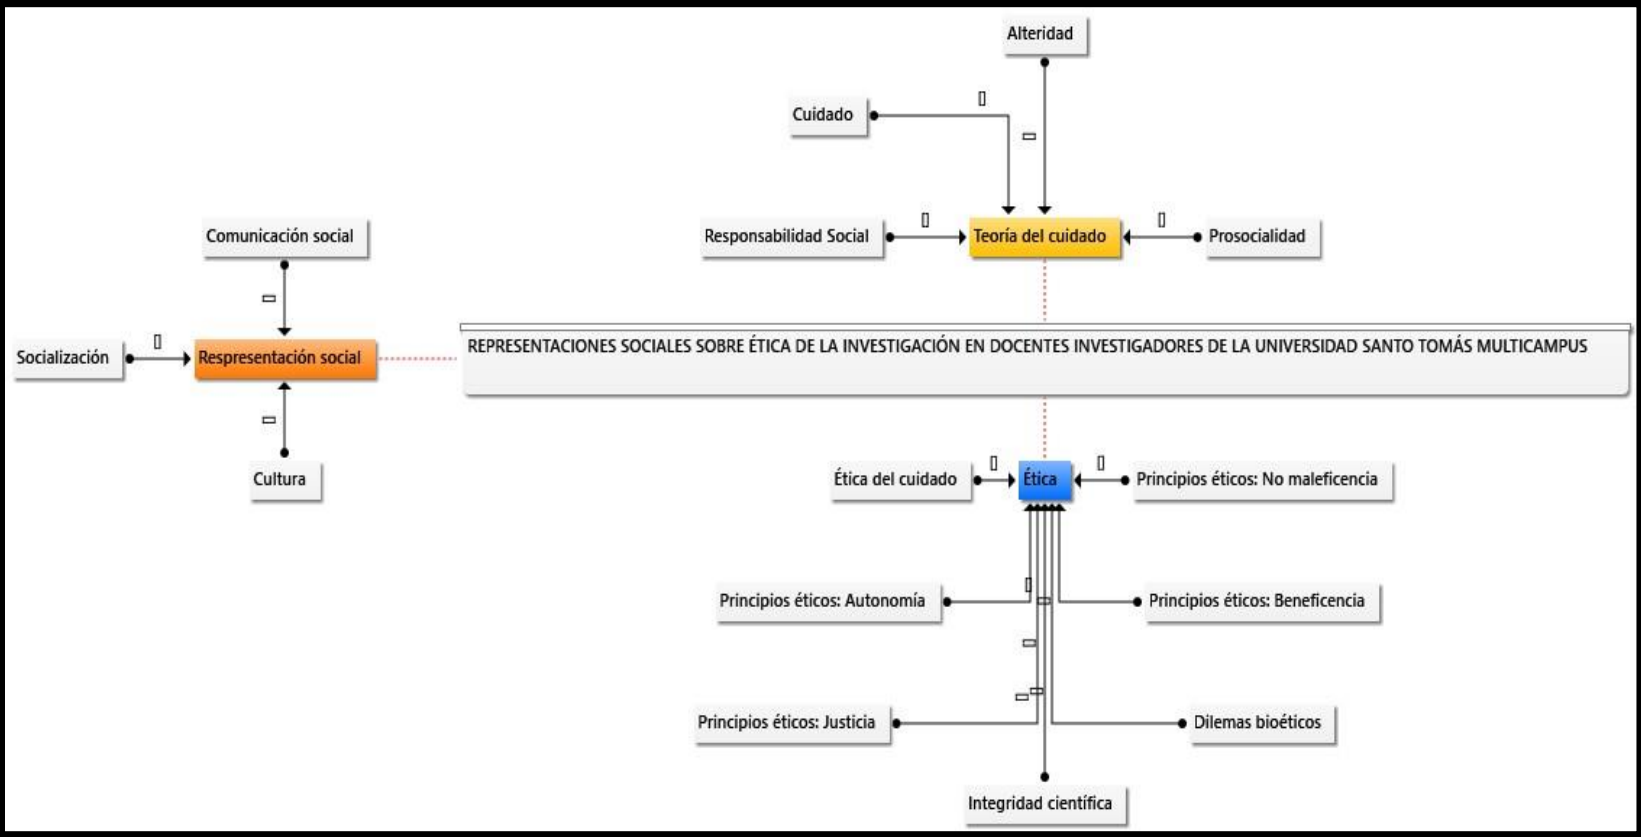 Alteridad
Cuidado
Comunicación social
Responsabilidad Social
Teoría del cuidado
Prosocialidad
Socialización
Respresentación social
REPRESENTACIONES SOCIALES SOBRE ÉTICA DE LA INVESTIGACIÓN EN DOCENTES INVESTIGADORES DE LA UNIVERSIDAD SANTO TOMÁS MULTICAMPUS
Cultura
Ética del cuidado
Ética
Principios éticos: No maleficencia
Principios éticos: Autonomía
Principios éticos: Beneficencia
Principios éticos: Justicia
Dilemas bioéticos
Integridad científica